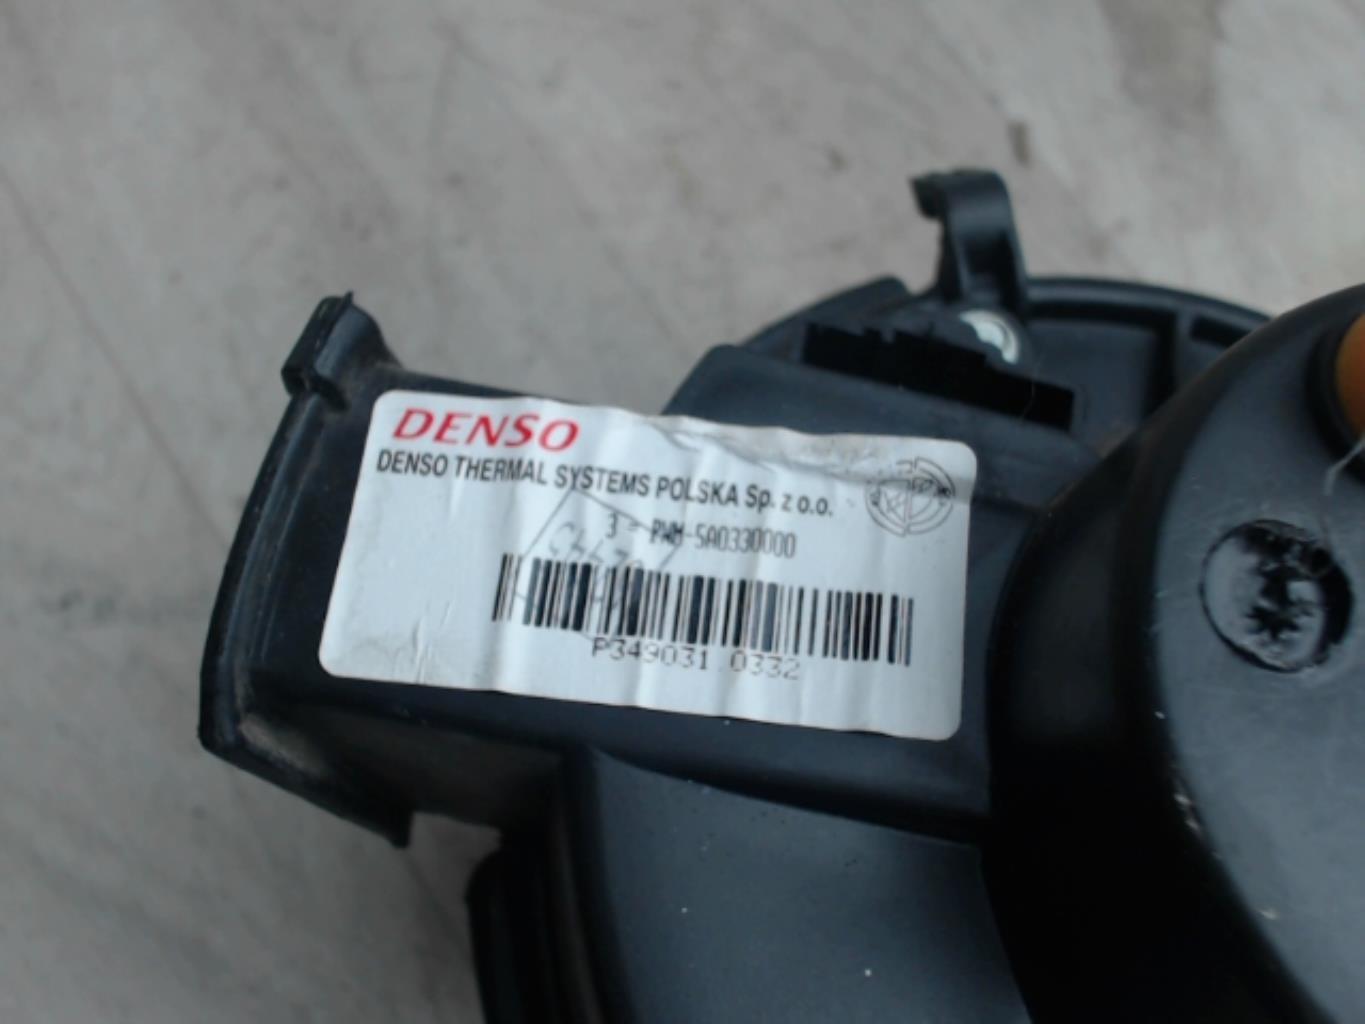 DENSO
DENSO THERMAL SYSTEMS POLSKA Sp. z o.o.
3 - PWM-5A0330000
P349031 0332